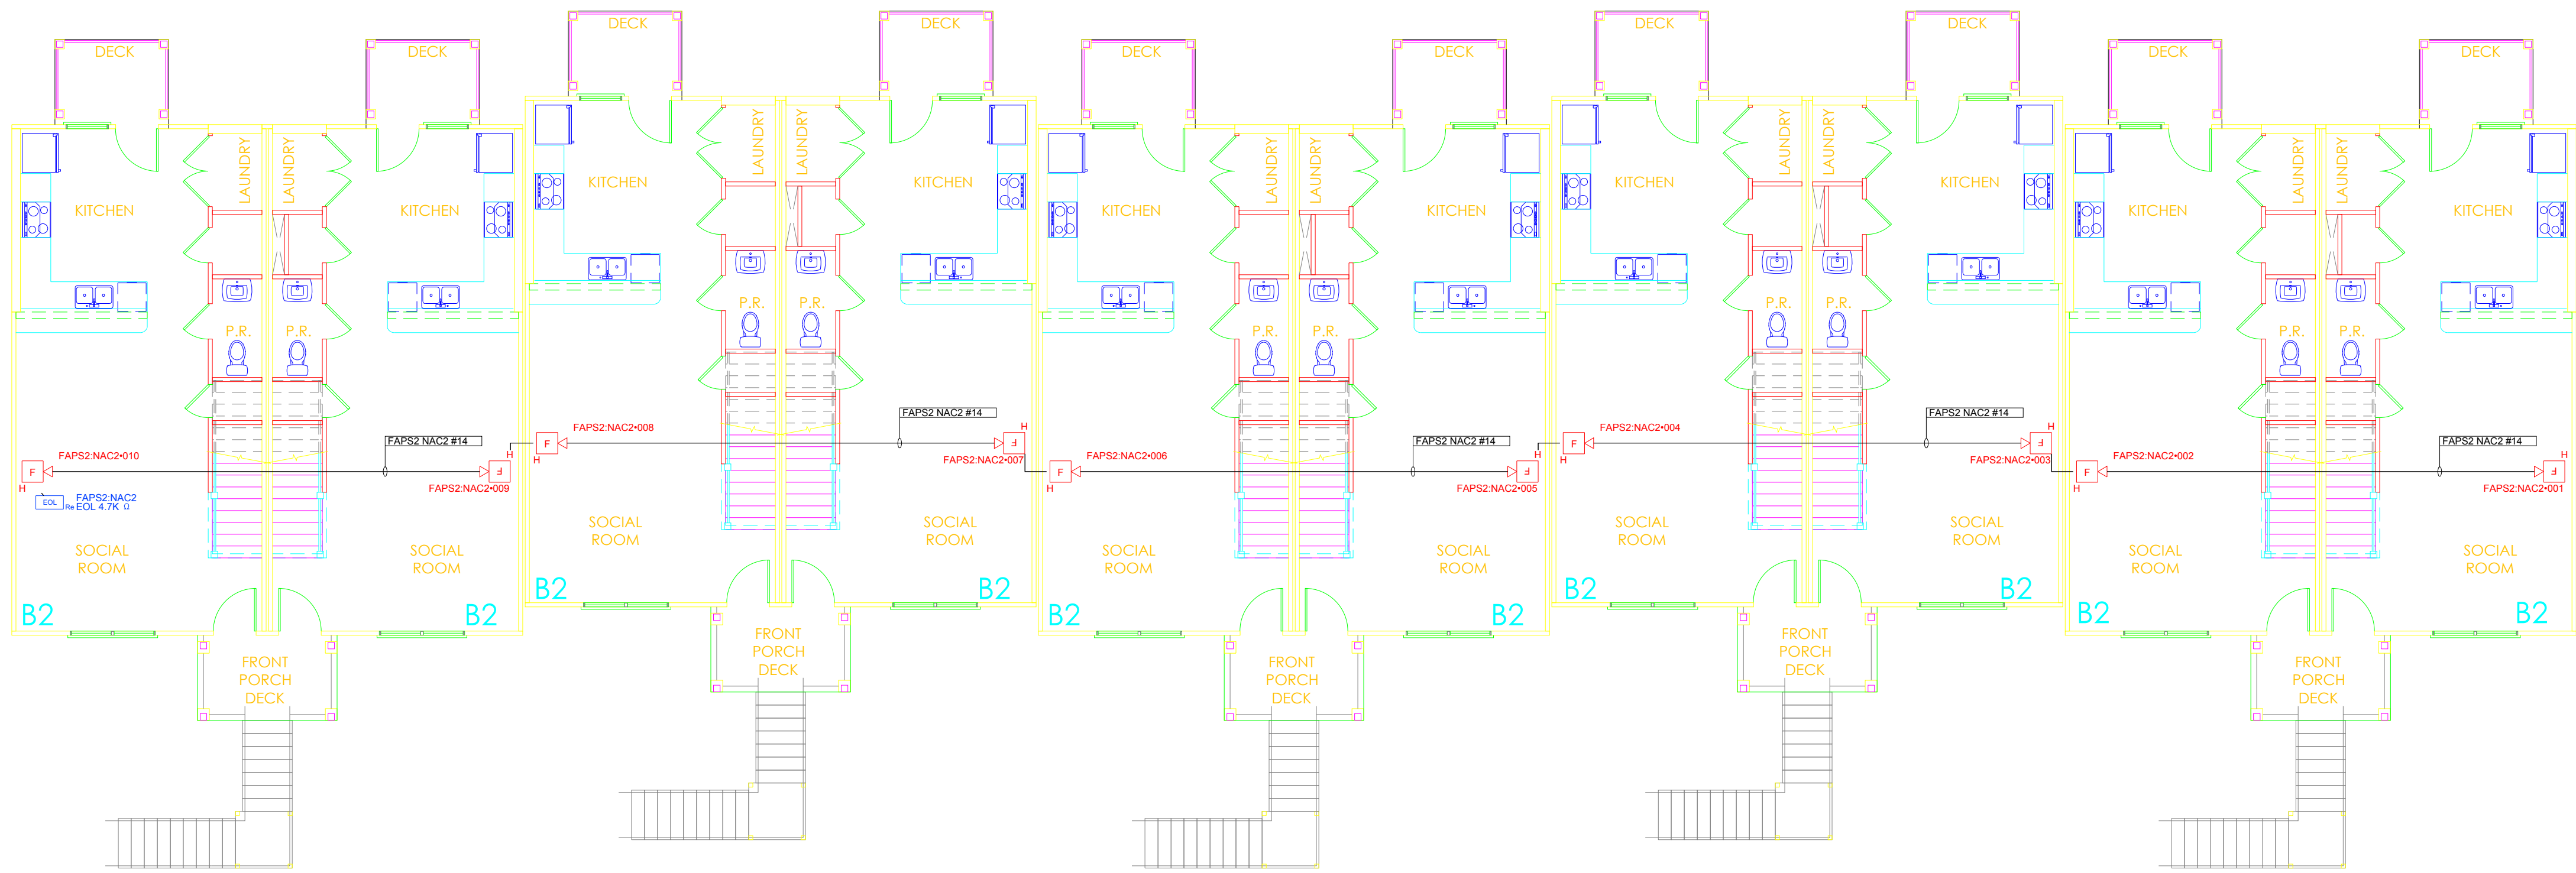 DECK
DECK
DECK
DECK
DECK
DECK
DECK
DECK
DECK
DECK
LAUNDRY
LAUNDRY
LAUNDRY
LAUNDRY
LAUNDRY
LAUNDRY
LAUNDRY
LAUNDRY
LAUNDRY
LAUNDRY
KITCHEN
KITCHEN
KITCHEN
KITCHEN
KITCHEN
KITCHEN
KITCHEN
KITCHEN
KITCHEN
KITCHEN
P.R.
P.R.
P.R.
P.R.
P.R.
P.R.
P.R.
P.R.
P.R.
P.R.
FAPS2:NAC2•010
F
H
EOL
Re
FAPS2:NAC2
EOL 4.7K Ω
FAPS2 NAC2 #14
H
F
FAPS2:NAC2•009
FAPS2:NAC2•008
F
H
FAPS2 NAC2 #14
H
F
FAPS2:NAC2•007
FAPS2:NAC2•006
F
H
FAPS2 NAC2 #14
H
F
FAPS2:NAC2•005
FAPS2:NAC2•004
F
H
FAPS2 NAC2 #14
H
F
FAPS2:NAC2•003
FAPS2:NAC2•002
F
H
FAPS2 NAC2 #14
H
F
FAPS2:NAC2•001
SOCIAL
ROOM
SOCIAL
ROOM
SOCIAL
ROOM
SOCIAL
ROOM
SOCIAL
ROOM
SOCIAL
ROOM
SOCIAL
ROOM
SOCIAL
ROOM
SOCIAL
ROOM
SOCIAL
ROOM
B2
B2
B2
B2
B2
B2
B2
B2
B2
B2
FRONT
PORCH
DECK
FRONT
PORCH
DECK
FRONT
PORCH
DECK
FRONT
PORCH
DECK
FRONT
PORCH
DECK